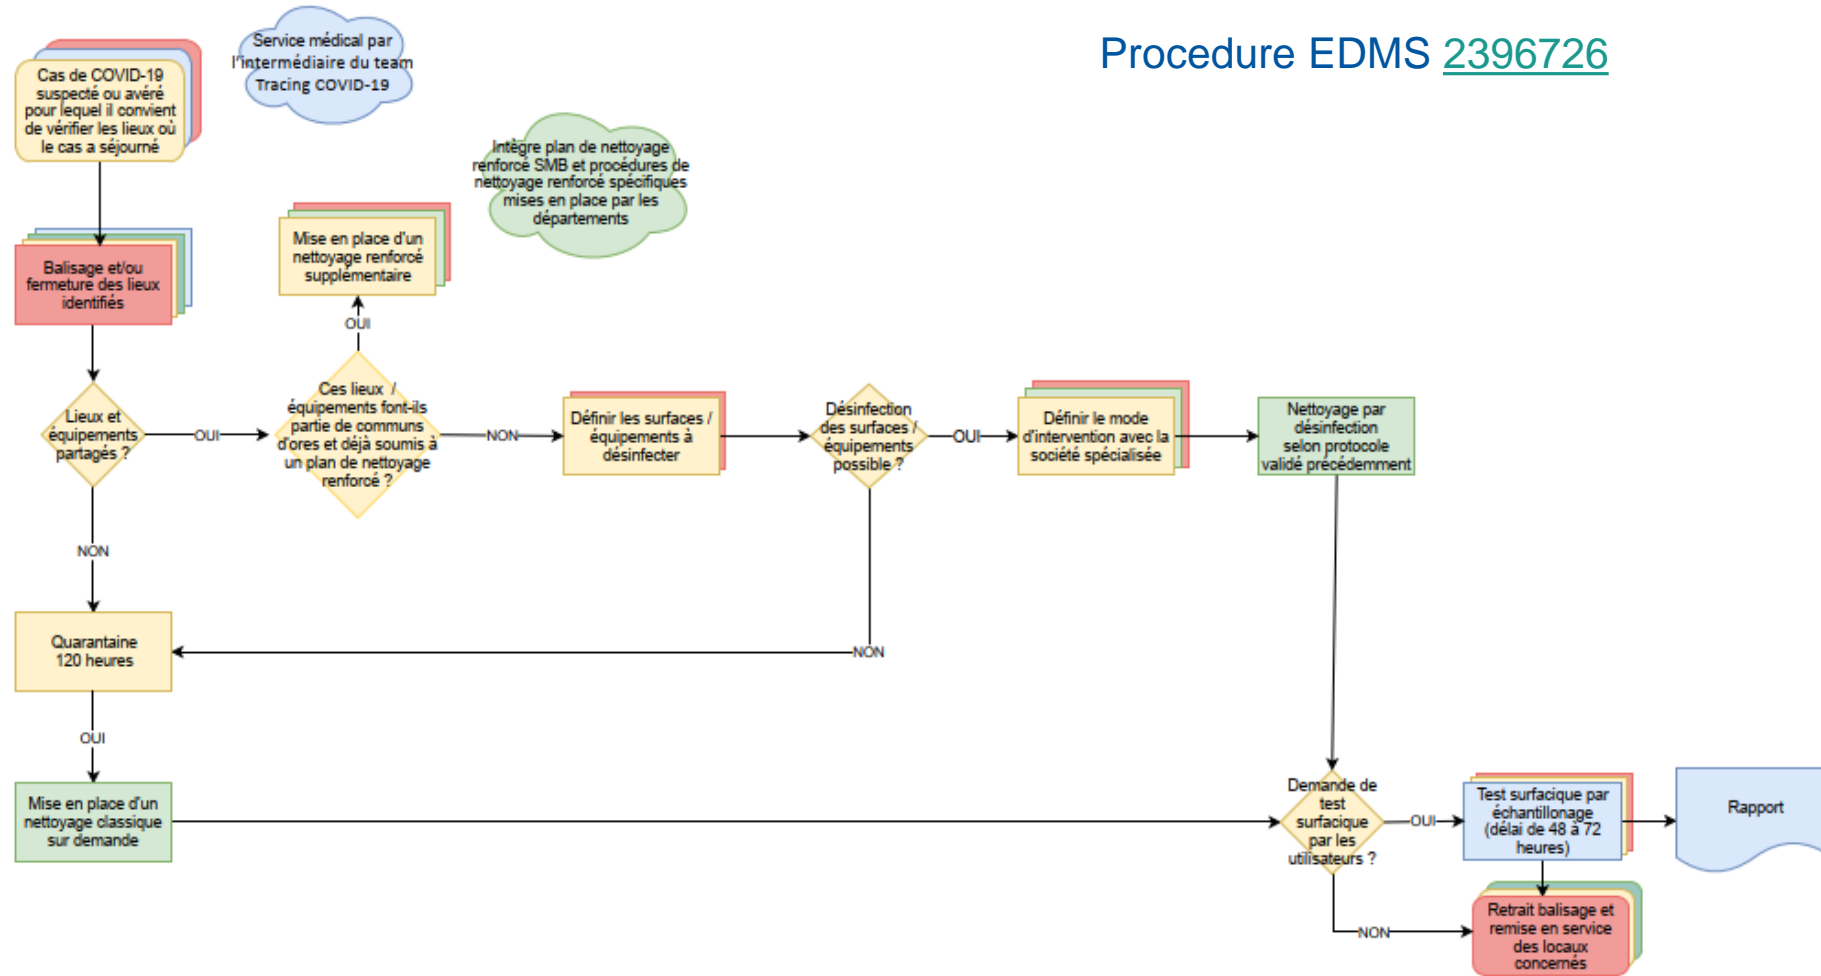 Procedure EDMS 2396726
Service médical par
l'intermédiaire du team
Tracing COVID-19
Cas de COVID-19
suspecté ou avéré
pour lequel il convient
de vérifier les lieux où
le cas a séjourné
Intègre plan de nettoyage
renforcé SMB et procédures de
nettoyage renforcé spécifiques
mises en place par les
départements
Mise en place d'un
nettoyage renforcé
supplémentaire
Balisage et/ou
fermeture des lieux
identifiés
OUI
Lieux et
équipements
partagés ?
OUI
Ces lieux /
équipements font-ils
partie de communs
d'ores et déjà soumis à
un plan de nettoyage
renforcé ?
NON
Définir les surfaces /
équipements à
désinfecter
Désinfection
des surfaces /
équipements
possible ?
OUI
Définir le mode
d'intervention avec la
société spécialisée
Nettoyage par
désinfection
selon protocole
validé précédemment
NON
Quarantaine
120 heures
NON
OUI
Mise en place d'un
nettoyage classique
sur demande
Demande de
test
surfacique
par les
utilisateurs ?
OUI
Test surfacique par
échantillonage
(délai de 48 à 72
heures)
Rapport
NON
Retrait balisage et
remise en service
des locaux
concernés